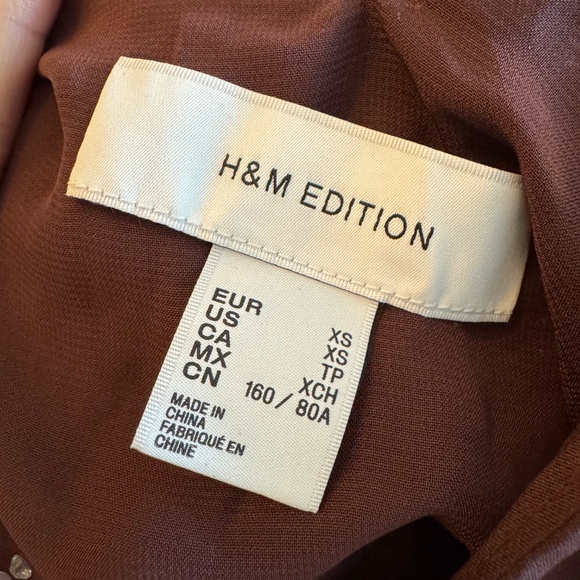 H&M EDITION
EUR XS
US XS
CA TP
MX XCH
CN 160 / 80A
MADE IN
CHINA
FABRIQUÉ EN
CHINE